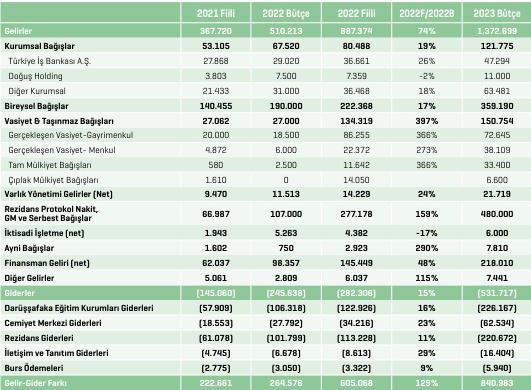 2021 Fiili 2022 Bütçe 2022 Fiili 2022F/2022B 2023 Bütçe
Gelirler 367.720 510.213 887.374 74% 1.372.699
Kurumsal Bağışlar 53.105 67.520 80.488 19% 121.775
Türkiye İş Bankası A.Ş. 27.868 29.020 36.661 26% 47.294
Doğuş Holding 3.803 7.500 7.359 -2% 11.000
Diğer Kurumsal 21.433 31.000 36.468 18% 63.481
Bireysel Bağışlar 140.455 190.000 222.368 17% 359.190
Vasiyet & Taşınmaz Bağışlar 27.062 27.000 134.319 397% 150.754
Gerçekleşen Vasiyet-Gayrimenkul 20.000 18.500 86.255 366% 72.645
Gerçekleşen Vasiyet- Menkul 4.872 6.000 22.372 273% 38.109
Tam Mülkiyet Bağışları 580 2.500 11.642 366% 33.400
Çıplak Mülkiyet Bağışları 1.610 0 14.050 6.600
Varlık Yönetimi Gelirler (Net) 9.470 11.513 14.229 24% 21.719
Rezidans Protokol Nakit,
GM ve Serbest Bağışlar 66.987 107.000 277.178 159% 480.000
İktisadi İşletme (net) 1.943 5.263 4.382 -17% 6.000
Ayni Bağışlar 1.602 750 2.923 290% 7.810
Finansman Geliri (net) 62.037 98.357 145.449 48% 218.010
Diğer Gelirler 5.061 2.809 6.037 115% 7.441
Giderler (145.060) (245.638) (282.306) 15% (531.717)
Darüşşafaka Eğitim Kurumları Giderleri (57.909) (106.318) (122.926) 16% (226.167)
Cemiyet Merkezi Giderleri (18.553) (27.792) (34.216) 23% (62.534)
Rezidans Giderleri (61.078) (101.799) (113.228) 11% (220.672)
İletişim ve Tanıtım Giderleri (4.745) (6.678) (8.613) 29% (16.404)
Burs Ödemeleri (2.775) (3.050) (3.322) 9% (5.940)
Gelir-Gider Farkı 222.661 264.576 605.068 129% 840.983